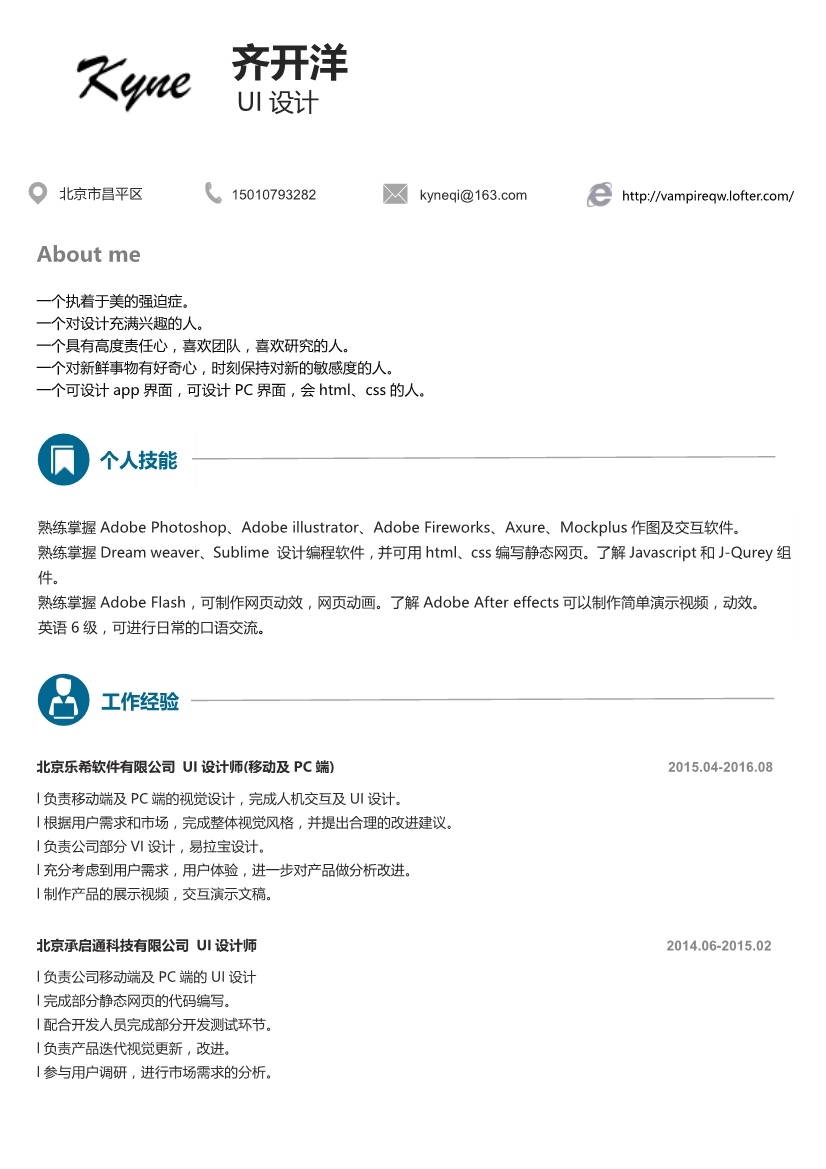 Kyne
齐开洋
UI 设计
北京市昌平区 15010793282 kyneqi@163.com http://vampireqw.lofter.com/
About me
一个执着于美的强迫症。
一个对设计充满兴趣的人。
一个具有高度责任心，喜欢团队，喜欢研究的人。
一个对新鲜事物有好奇心，时刻保持对新的敏感度的人。
一个可设计 app 界面，可设计 PC 界面，会 html、css 的人。
个人技能
熟练掌握 Adobe Photoshop、Adobe illustrator、Adobe Fireworks、Axure、Mockplus 作图及交互软件。
熟练掌握 Dream weaver、Sublime 设计编程软件，并可用 html、css 编写静态网页。了解 Javascript 和 J-Qurey 组
件。
熟练掌握 Adobe Flash，可制作网页动效，网页动画。了解 Adobe After effects 可以制作简单演示视频，动效。
英语 6 级，可进行日常的口语交流。
工作经验
北京乐希软件有限公司 UI 设计师(移动及 PC 端) 2015.04-2016.08
l 负责移动端及 PC 端的视觉设计，完成人机交互及 UI 设计。
l 根据用户需求和市场，完成整体视觉风格，并提出合理的改进建议。
l 负责公司部分 VI 设计，易拉宝设计。
l 充分考虑到用户需求，用户体验，进一步对产品做分析改进。
l 制作产品的展示视频，交互演示文稿。
北京承启通科技有限公司 UI 设计师 2014.06-2015.02
l 负责公司移动端及 PC 端的 UI 设计
l 完成部分静态网页的代码编写。
l 配合开发人员完成部分开发测试环节。
l 负责产品迭代视觉更新，改进。
l 参与用户调研，进行市场需求的分析。